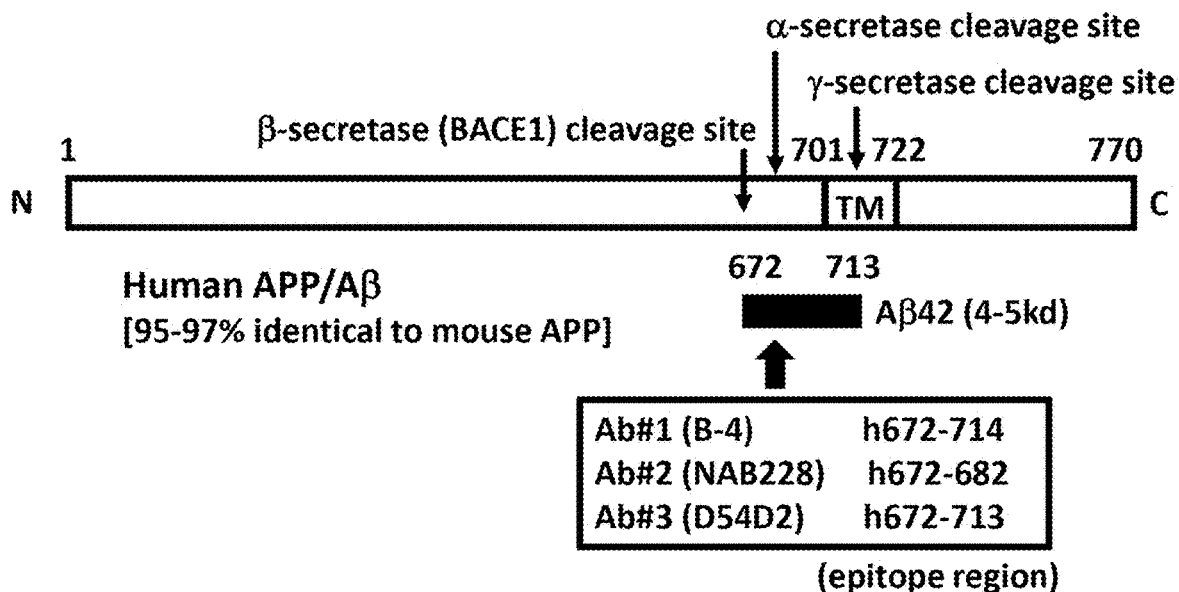 α-secretase cleavage site
γ-secretase cleavage site
β-secretase (BACE1) cleavage site
1 701 722 770
N TM C
672 713
Human APP/Aβ
[95-97% identical to mouse APP]
Aβ42 (4-5kd)
Ab#1 (B-4) h672-714
Ab#2 (NAB228) h672-682
Ab#3 (D54D2) h672-713
(epitope region)